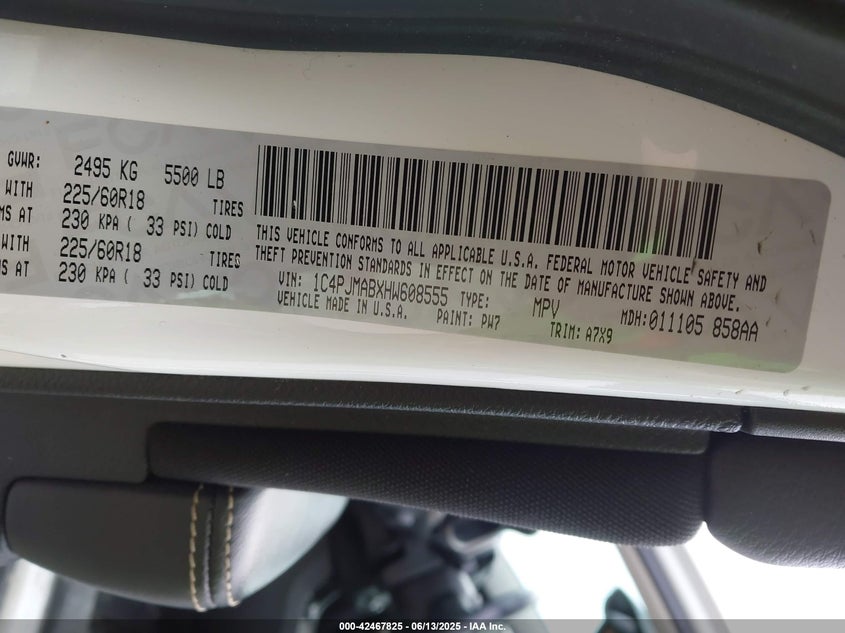 GVWR: 2495 KG 5500 LB
WITH 225/60R18 TIRES
MS AT 230 KPA ( 33 PSI) COLD
WITH 225/60R18 TIRES
MS AT 230 KPA ( 33 PSI) COLD
THIS VEHICLE CONFORMS TO ALL APPLICABLE U.S.A. FEDERAL MOTOR VEHICLE SAFETY AND
THEFT PREVENTION STANDARDS IN EFFECT ON THE DATE OF MANUFACTURE SHOWN ABOVE.
VIN: 1C4PJMABXHW608555 TYPE: MPV MDH:011105 858AA
VEHICLE MADE IN U.S.A. PAINT: PW7 TRIM: A7X9
000-42467825 - 06/13/2025 - IAA Inc.